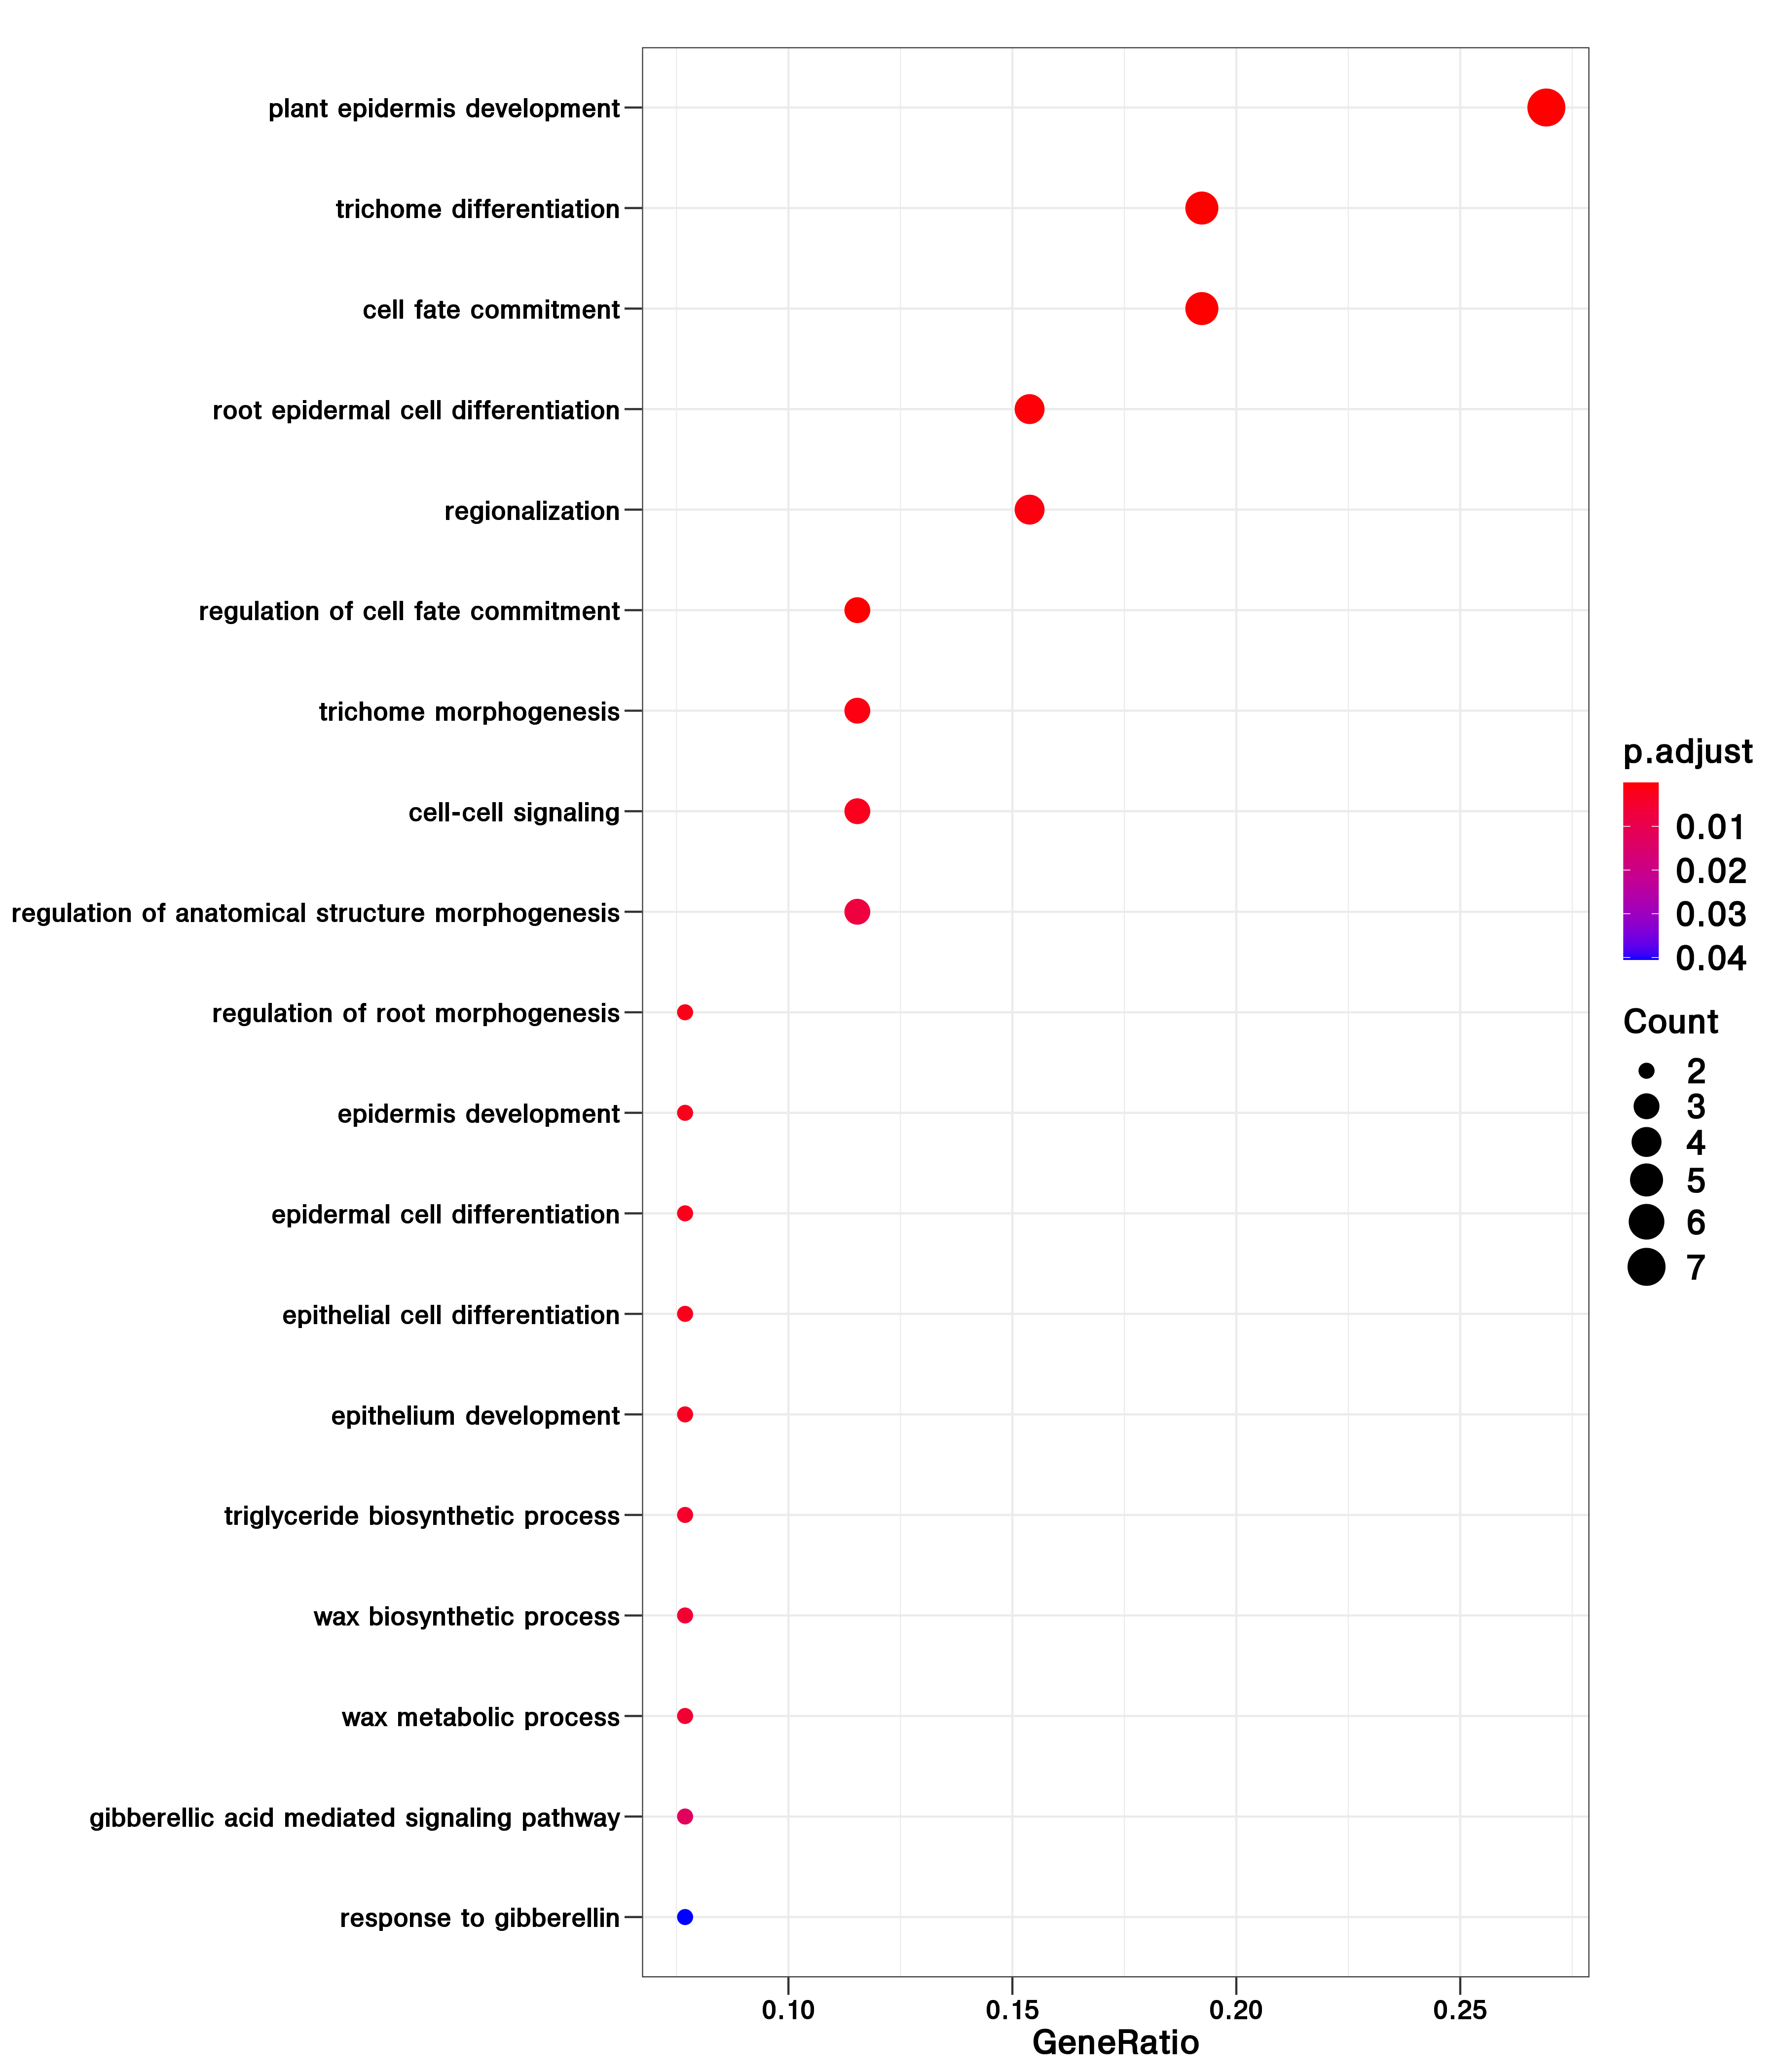 plant epidermis development
trichome differentiation
cell fate commitment
root epidermal cell differentiation
regionalization
regulation of cell fate commitment
trichome morphogenesis
cell-cell signaling
regulation of anatomical structure morphogenesis
regulation of root morphogenesis
epidermis development
epidermal cell differentiation
epithelial cell differentiation
epithelium development
triglyceride biosynthetic process
wax biosynthetic process
wax metabolic process
gibberellic acid mediated signaling pathway
response to gibberellin
0.10 0.15 0.20 0.25
GeneRatio
p.adjust
0.01
0.02
0.03
0.04
Count
2
3
4
5
6
7